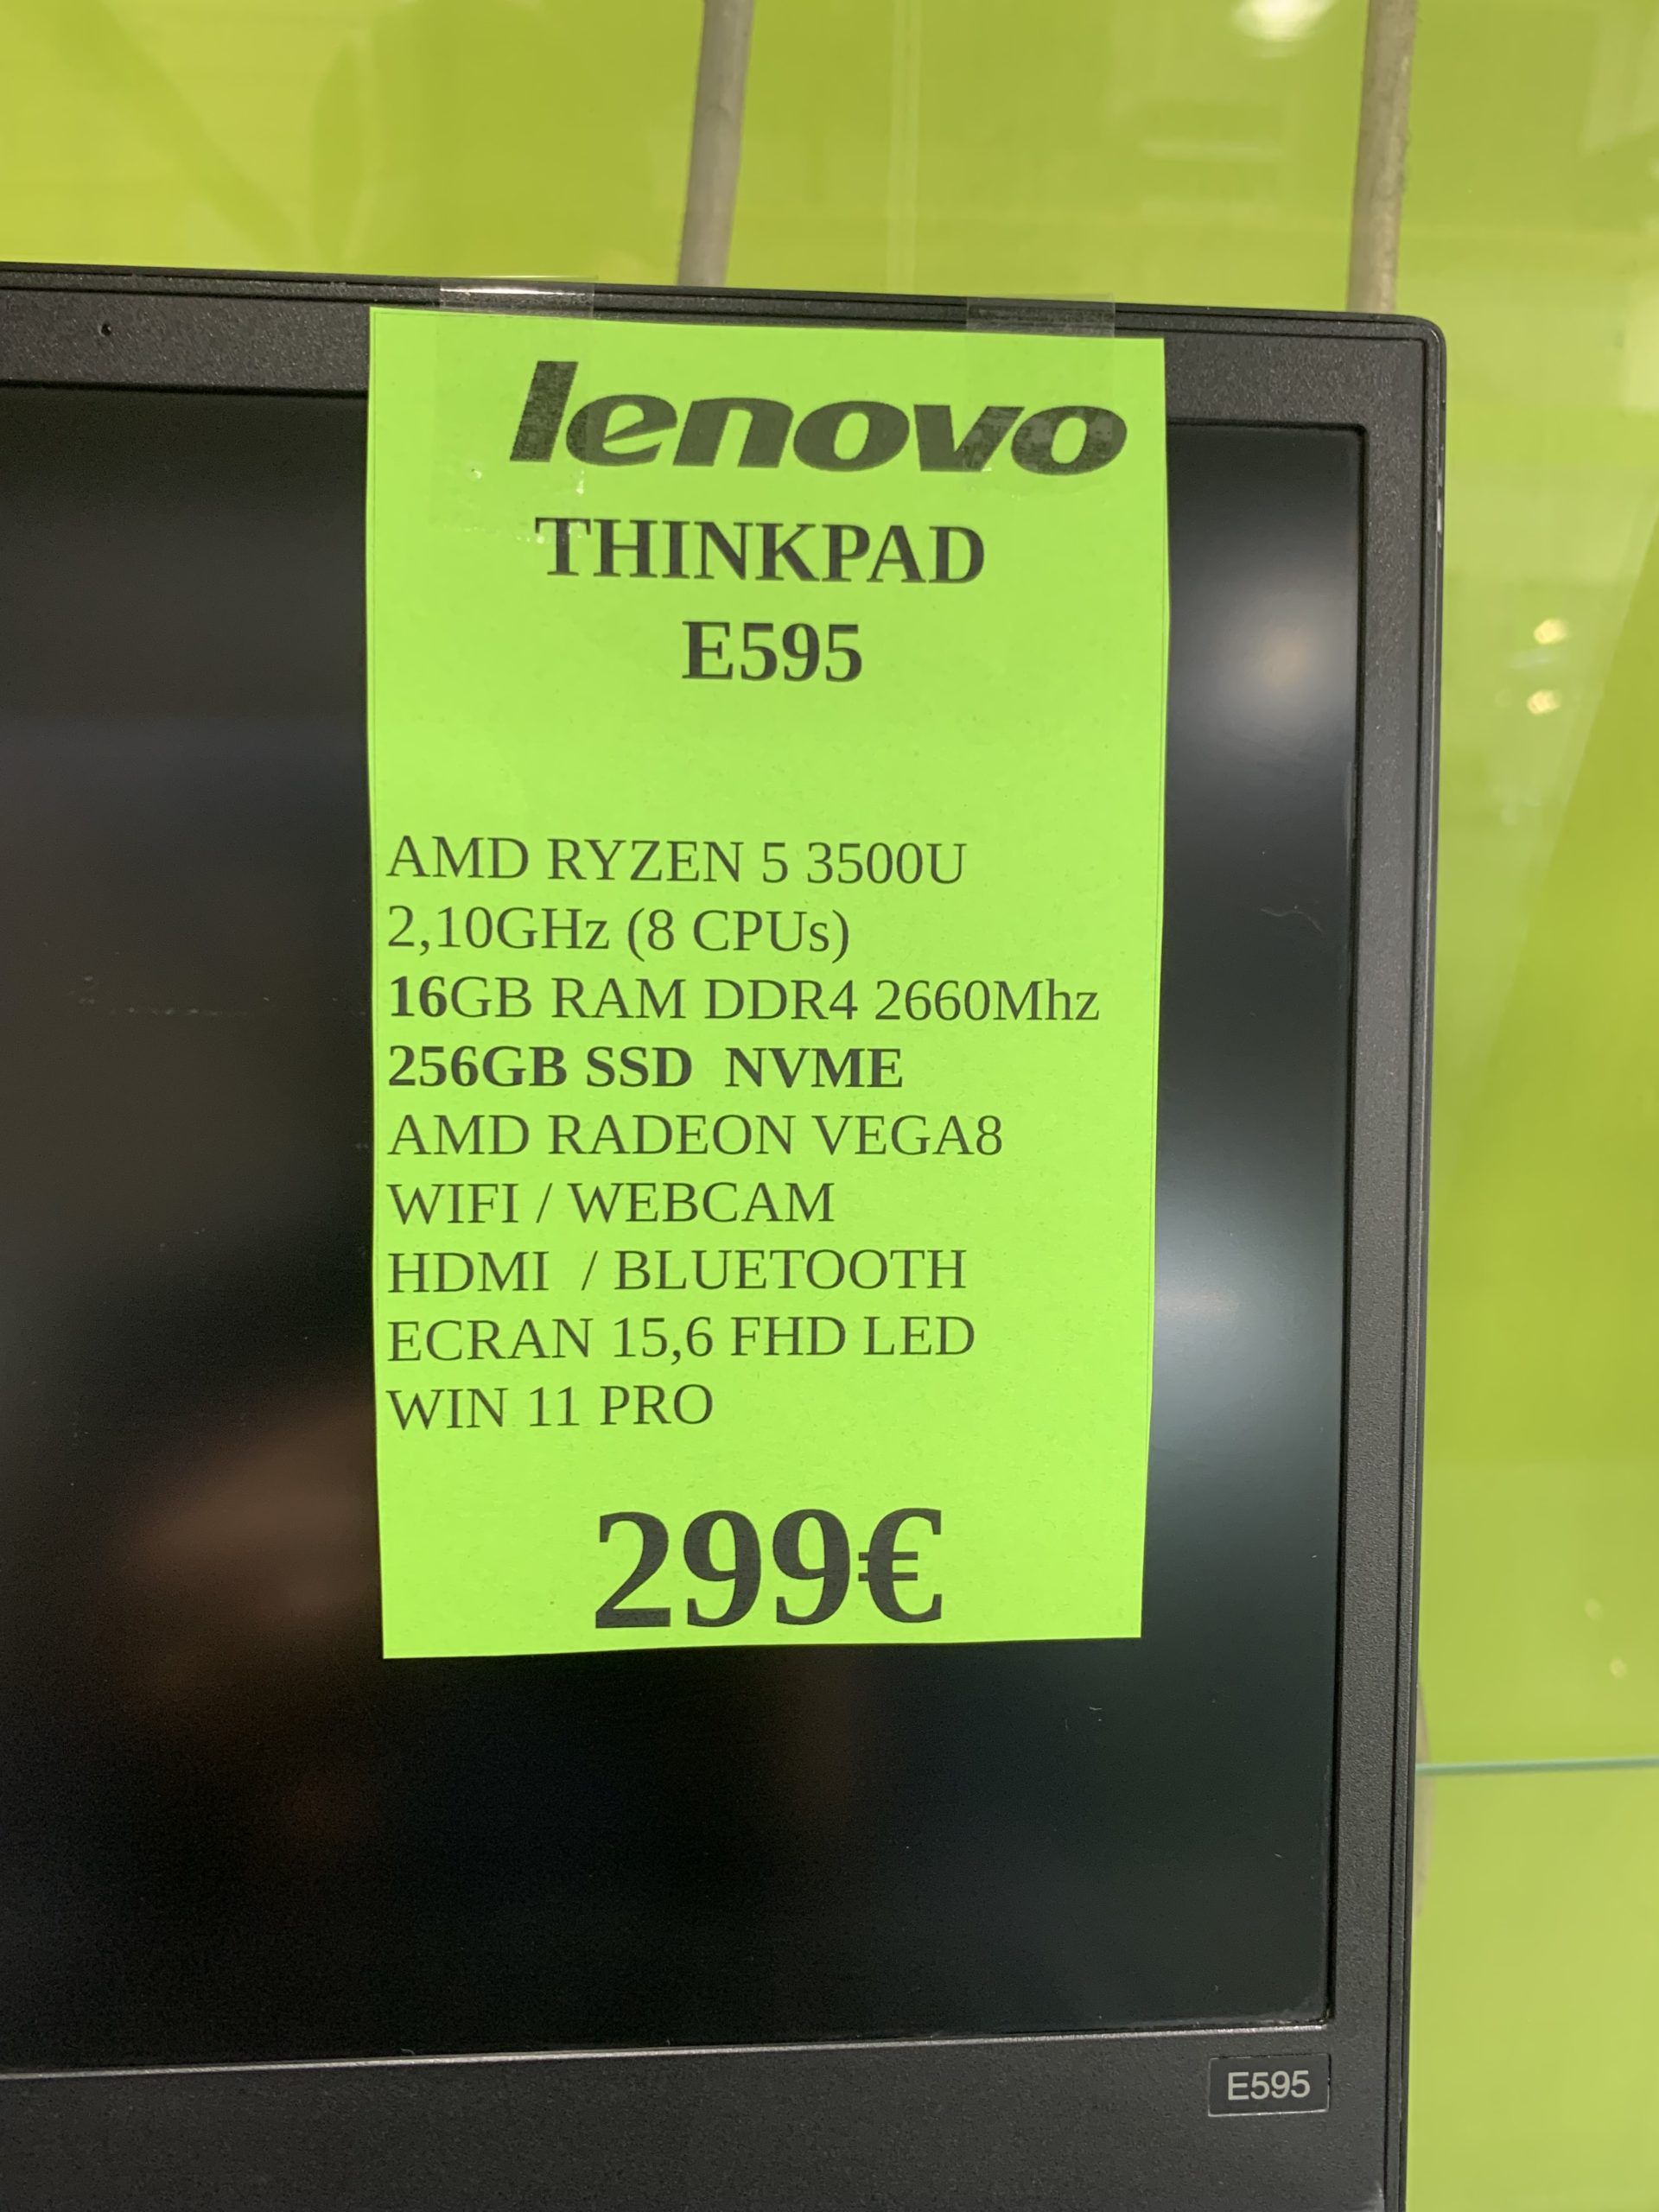 lenovo
THINKPAD
E595
AMD RYZEN 5 3500U
2,10GHz (8 CPUs)
16GB RAM DDR4 2660Mhz
256GB SSD NVME
AMD RADEON VEGA8
WIFI / WEBCAM
HDMI / BLUETOOTH
ECRAN 15,6 FHD LED
WIN 11 PRO
299€
E595